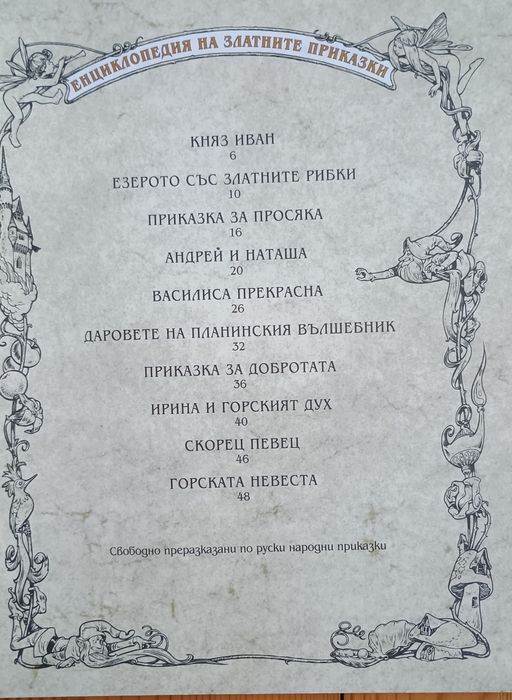 ЕНЦИКЛОПЕДИЯ НА ЗЛАТНИТЕ ПРИКАЗКИ
КНЯЗ ИВАН
6
ЕЗЕРОТО СЪС ЗЛАТНИТЕ РИБКИ
10
ПРИКАЗКА ЗА ПРОСЯКА
16
АНДРЕЙ И НАТАША
20
ВАСИЛИСА ПРЕКРАСНА
26
ДАРОВЕТЕ НА ПЛАНИНСКИЯ ВЪЛШЕБНИК
32
ПРИКАЗКА ЗА ДОБРОТАТА
36
ИРИНА И ГОРСКИЯТ ДУХ
40
СКОРЕЦ ПЕВЕЦ
46
ГОРСКАТА НЕВЕСТА
48
Свободно преразказани по руски народни приказки